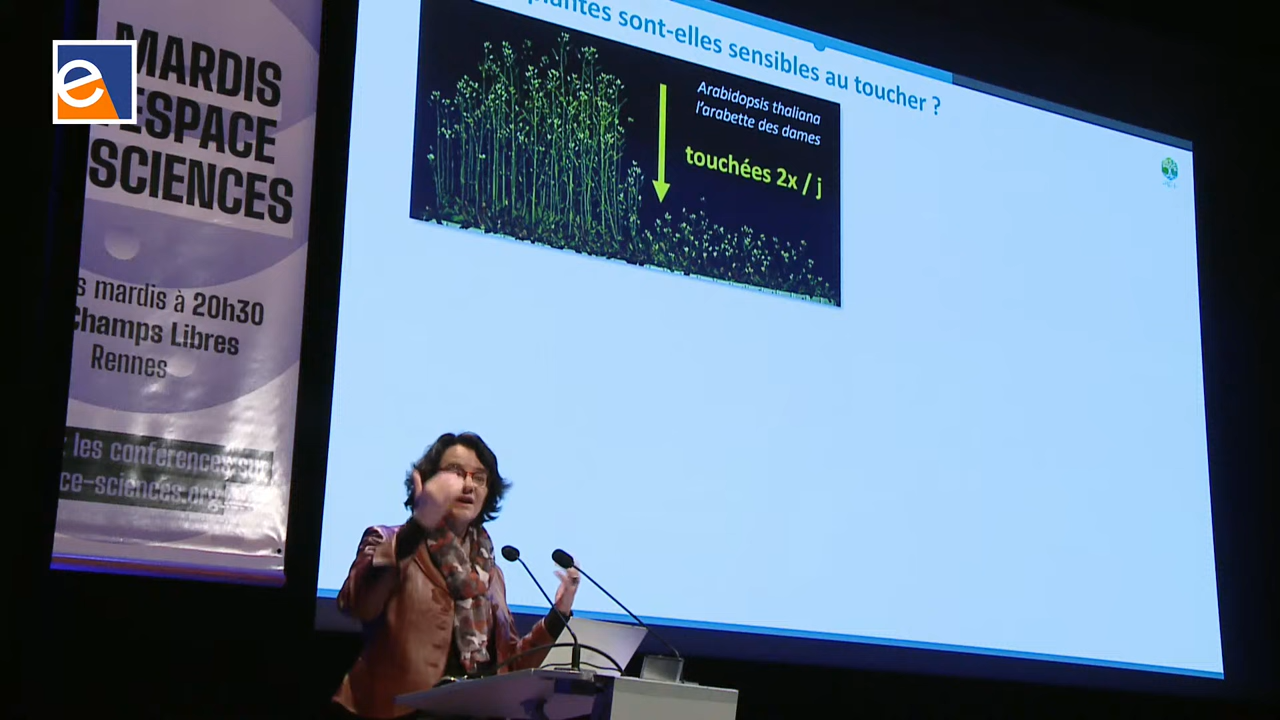 MARDIS
ESPACE
SCIENCES
s mardis à 20h30
Champs Libres
Rennes
les conférences su
ce-sciences.org
e
plantes sont-elles sensibles au toucher ?
Arabidopsis thaliana
l'arabette des dames
touchées 2x / j